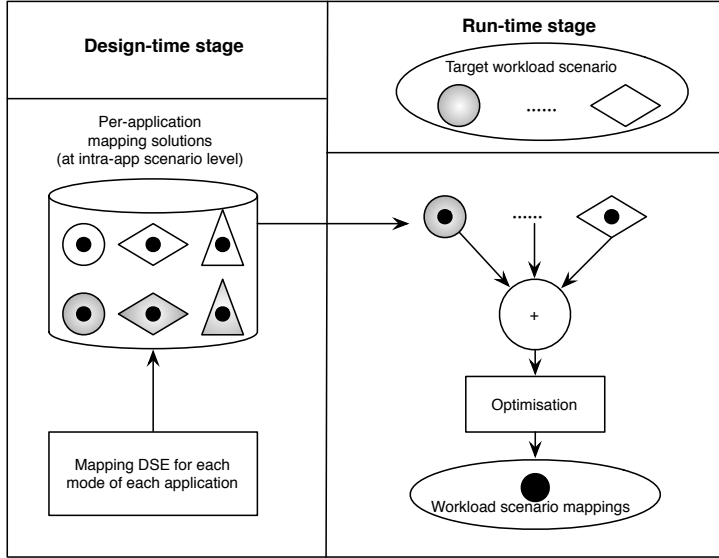 Design-time stage
Run-time stage
Target workload scenario
......
Per-application
mapping solutions
(at intra-app scenario level)
......
+
Optimisation
Mapping DSE for each
mode of each application
Workload scenario mappings